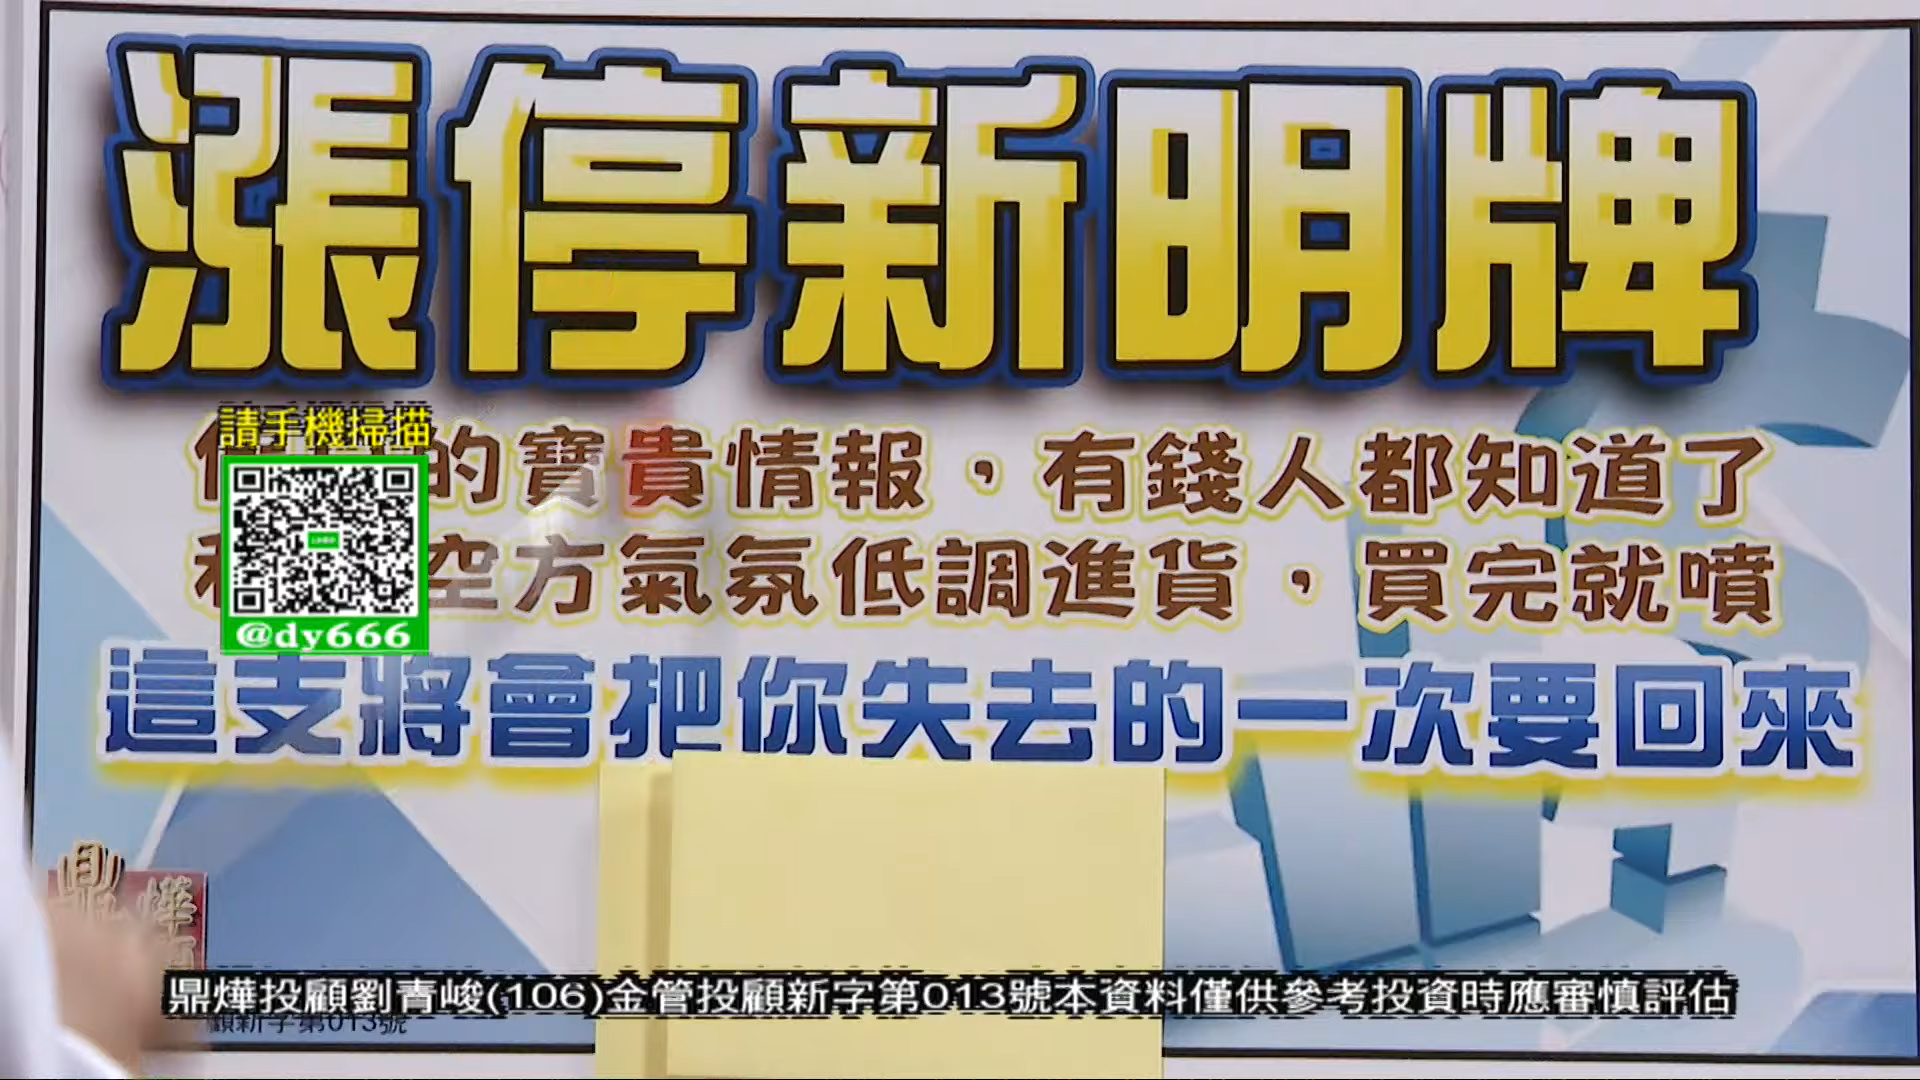 漲停新明牌
請手機掃描
的寶貴情報，有錢人都知道了
空方氣氛低調進貨，買完就噴
@dy666
這支將會把你失去的一次要回來
鼎燁
鼎燁投顧劉青峻(106)金管投顧新字第013號本資料僅供參考投資時應審慎評估
顧新字第013號